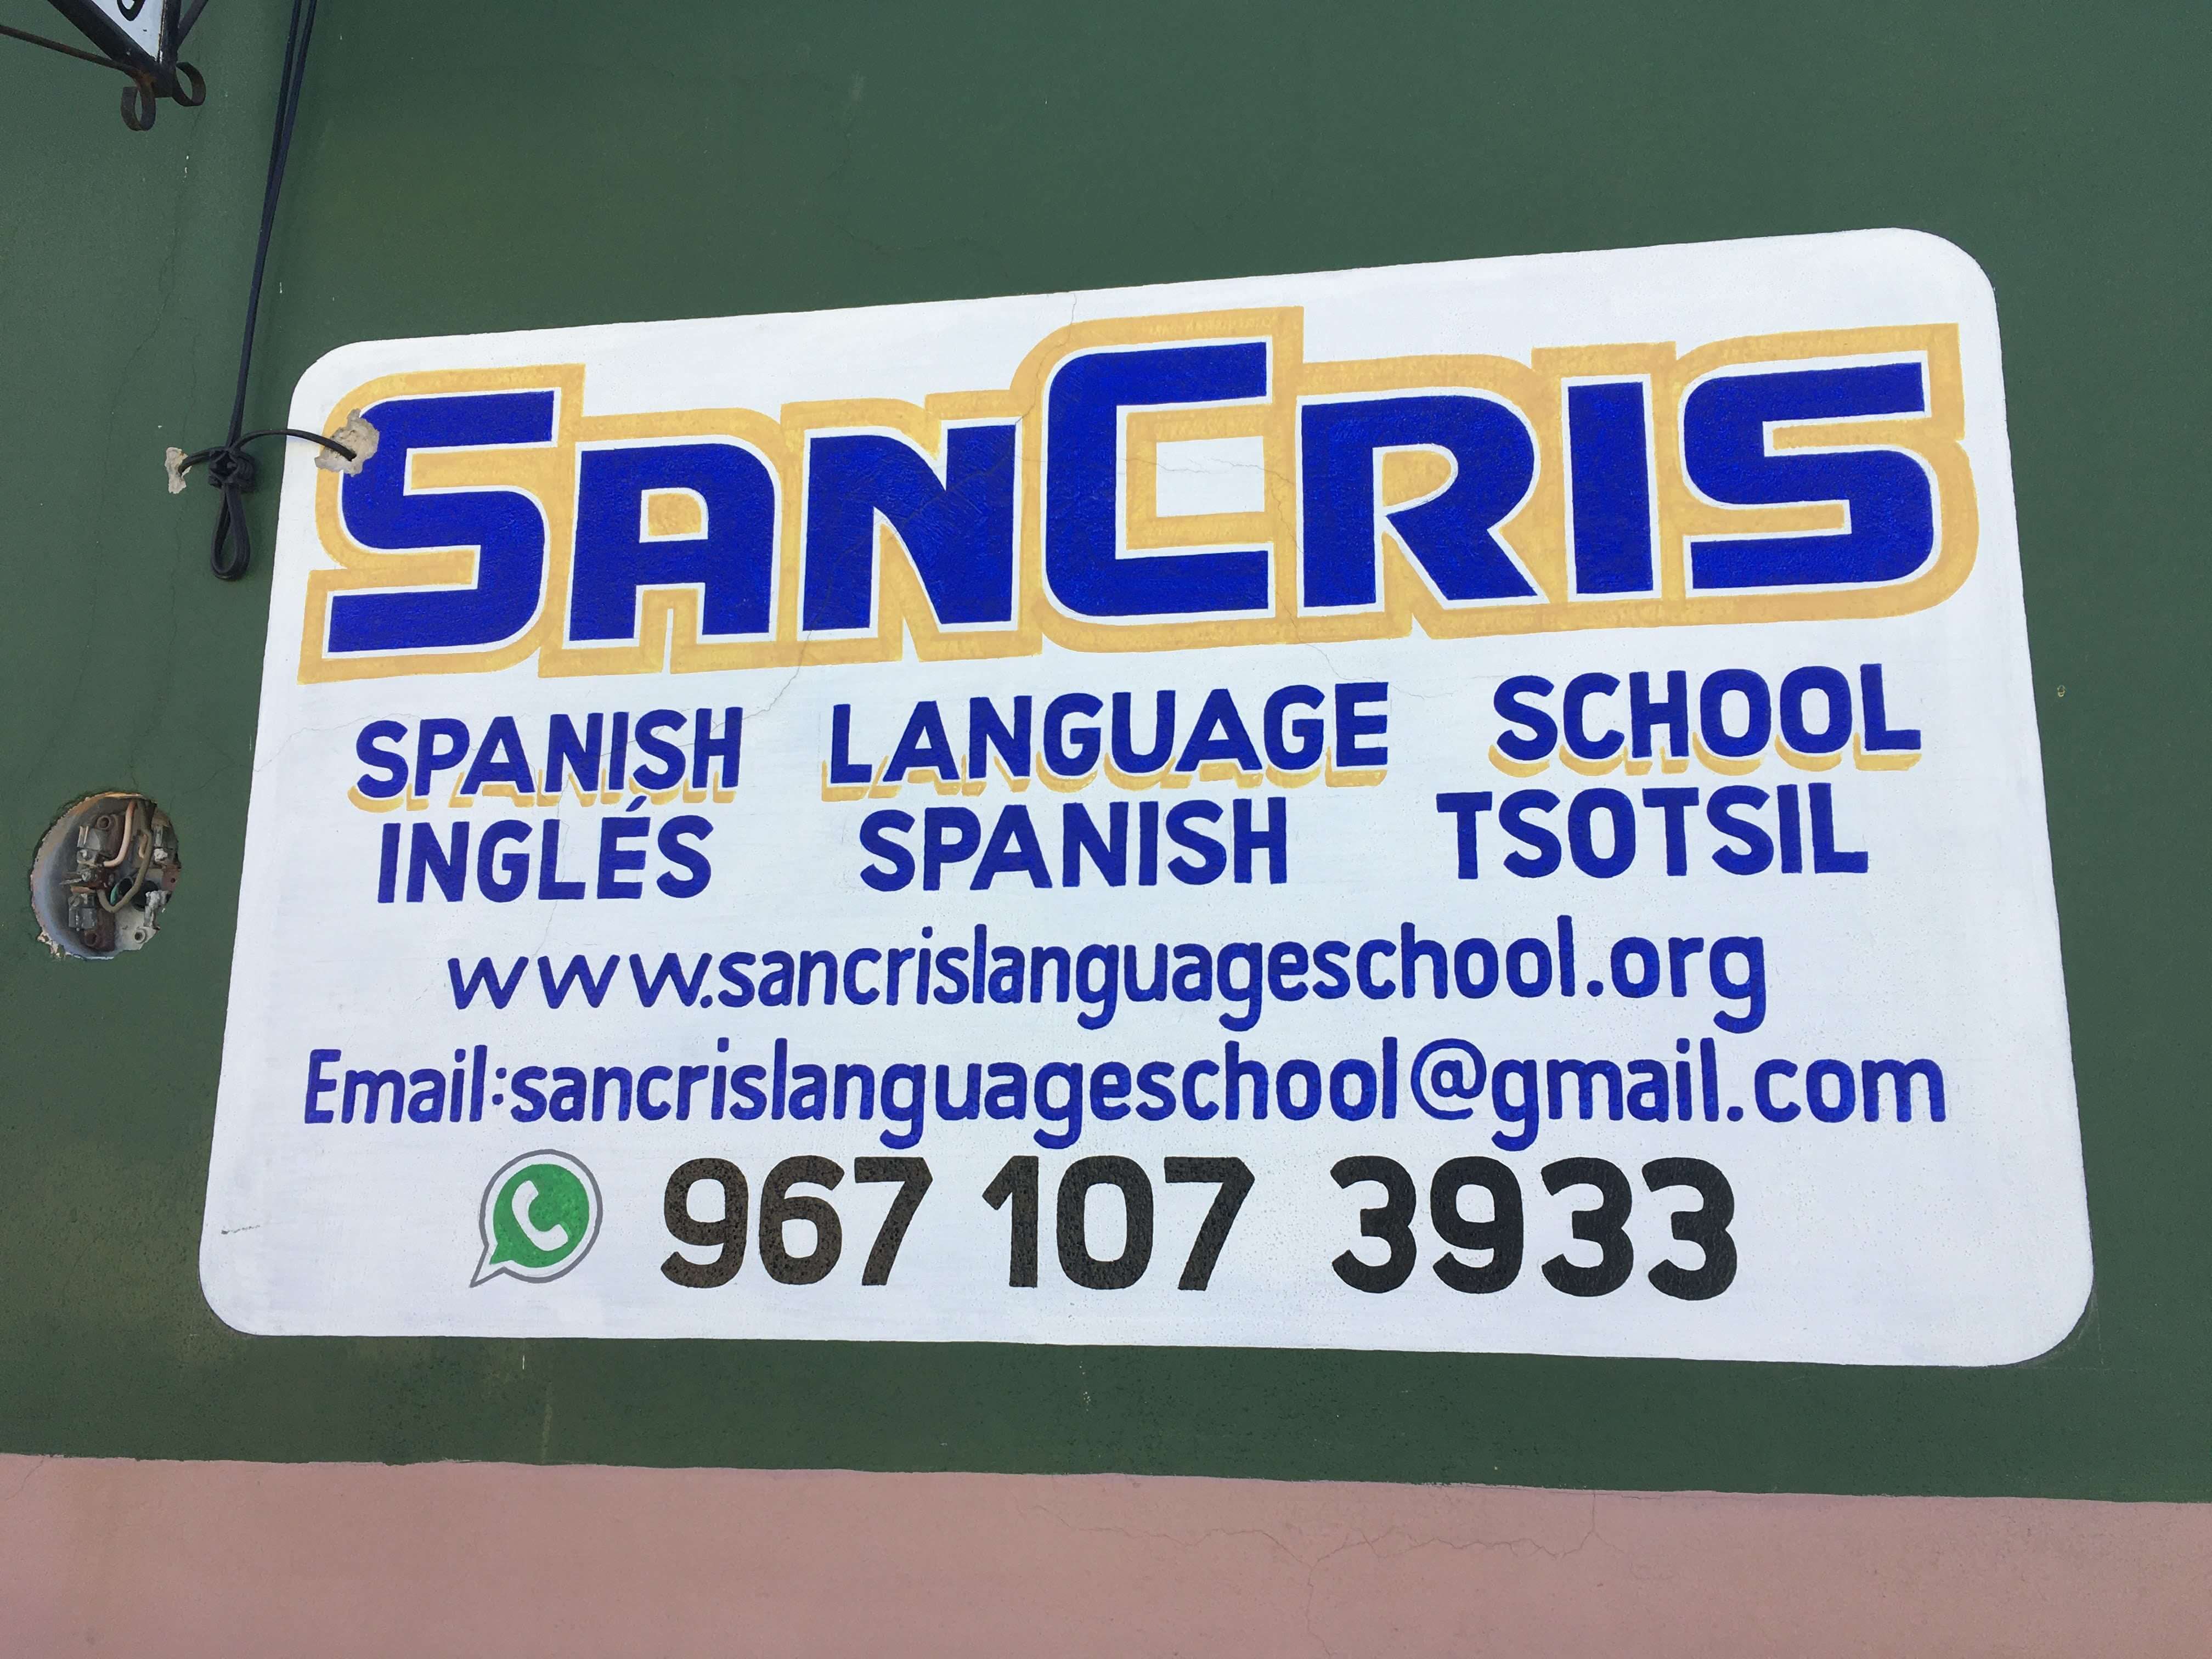 SANCRIS
SPANISH LANGUAGE SCHOOL
INGLÉS SPANISH TSOTSIL
www.sancrislanguageschool.org
Email:sancrislanguageschool@gmail.com
967 107 3933